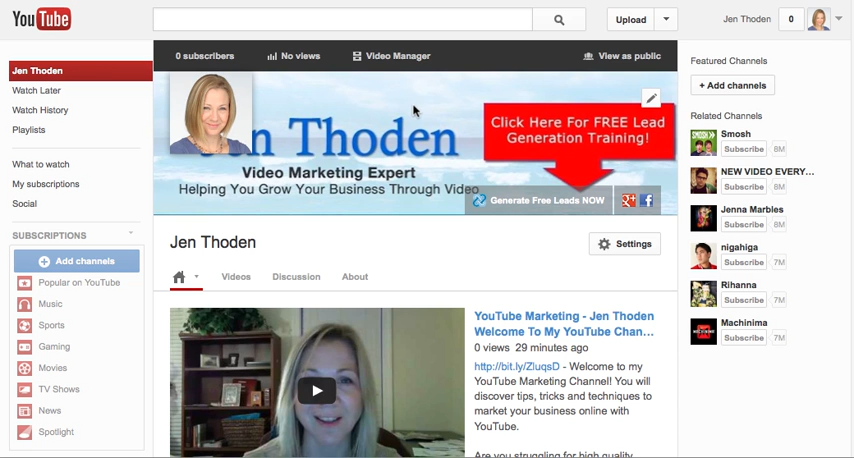 YouTube
Upload
Jen Thoden
0
0 subscribers
No views
Video Manager
View as public
Jen Thoden
Watch Later
Watch History
Playlists
What to watch
My subscriptions
Social
SUBSCRIPTIONS
Add channels
Popular on YouTube
Music
Sports
Gaming
Movies
TV Shows
News
Spotlight
Jen Thoden
Video Marketing Expert
Helping You Grow Your Business Through Video
Click Here For FREE Lead
Generation Training!
Generate Free Leads NOW
Jen Thoden
Settings
Videos
Discussion
About
YouTube Marketing - Jen Thoden
Welcome To My YouTube Chan...
0 views 29 minutes ago
http://bit.ly/ZluqsD - Welcome to my
YouTube Marketing Channel! You will
discover tips, tricks and techniques to
market your business online with
YouTube.
Are you struggling for high quality
Featured Channels
+ Add channels
Related Channels
Smosh
Subscribe 8M
NEW VIDEO EVERY...
Subscribe 8M
Jenna Marbles
Subscribe 8M
nigahiga
Subscribe 7M
Rihanna
Subscribe 7M
Machinima
Subscribe 7M